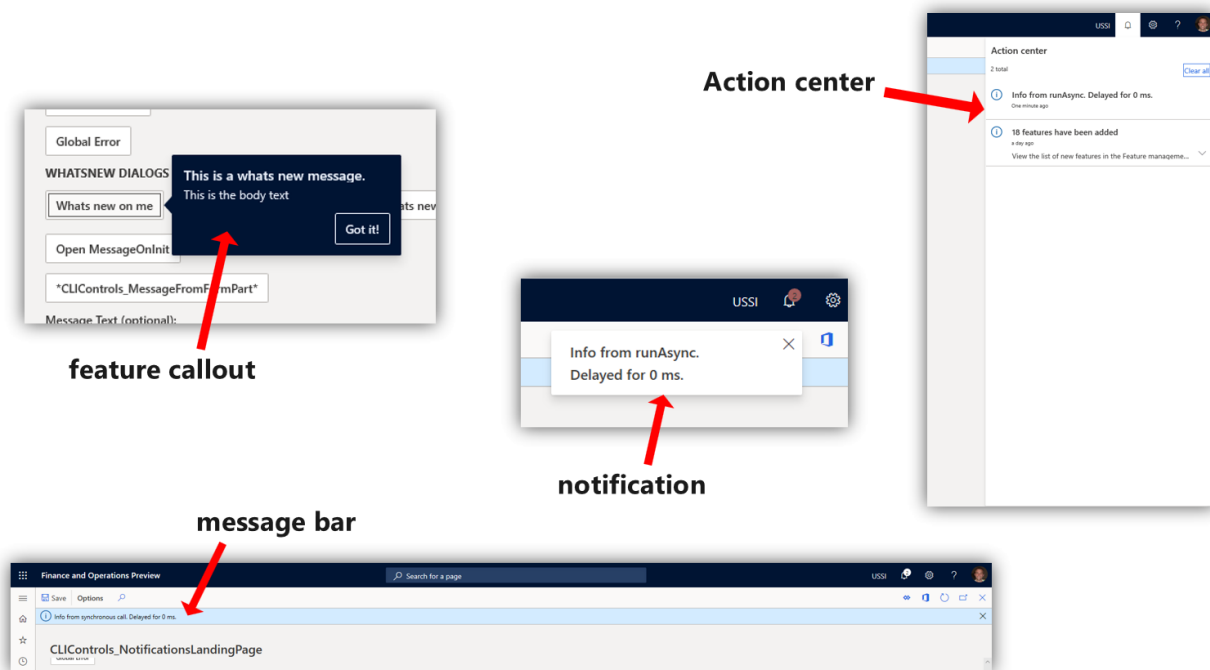 USSI
?
Action center
2 total
Clear all
Info from runAsync. Delayed for 0 ms.
One minute ago
18 features have been added
a day ago
View the list of new features in the Feature manageme...
Action center
Global Error
WHATSNEW DIALOGS
This is a whats new message.
This is the body text
Whats new on me
ats new
Got it!
Open MessageOnInit
*CLIControls_MessageFromFormPart*
Message Text (optional):
feature callout
USSI
Info from runAsync.
Delayed for 0 ms.
notification
message bar
Finance and Operations Preview
Search for a page
USSI
?
Save Options
Info from synchronous call. Delayed for 0 ms.
CLIControls_NotificationsLandingPage
Global Error